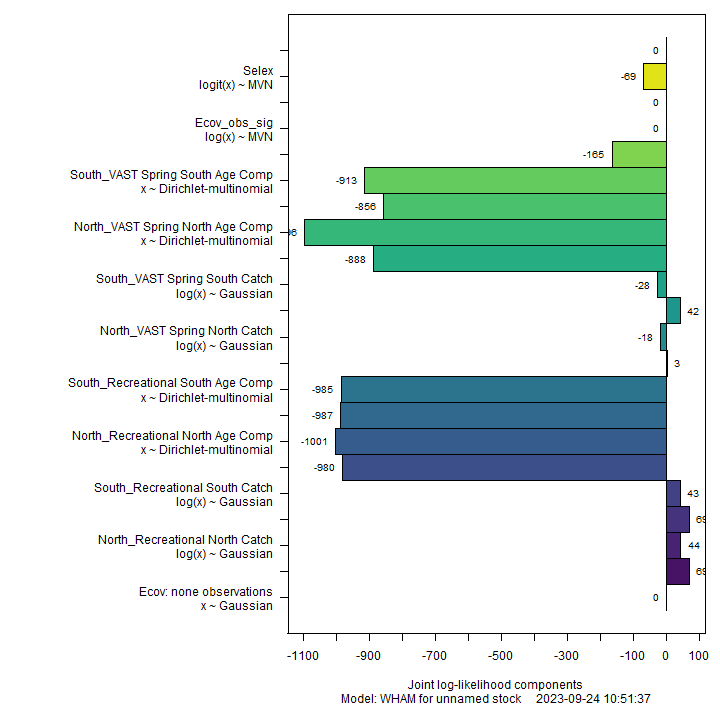 0
Selex
logit(x) ~ MVN
-69
0
Ecov_obs_sig
log(x) ~ MVN
0
-165
South_VAST Spring South Age Comp
x ~ Dirichlet-multinomial
-913
-856
North_VAST Spring North Age Comp
x ~ Dirichlet-multinomial
-888
South_VAST Spring South Catch
log(x) ~ Gaussian
-28
42
North_VAST Spring North Catch
log(x) ~ Gaussian
-18
3
South_Recreational South Age Comp
x ~ Dirichlet-multinomial
-985
-987
North_Recreational North Age Comp
x ~ Dirichlet-multinomial
-1001
-980
South_Recreational South Catch
log(x) ~ Gaussian
43
69
North_Recreational North Catch
log(x) ~ Gaussian
44
69
Ecov: none observations
x ~ Gaussian
0
-1100 -900 -700 -500 -300 -100 0 100
Joint log-likelihood components
Model: WHAM for unnamed stock 2023-09-24 10:51:37